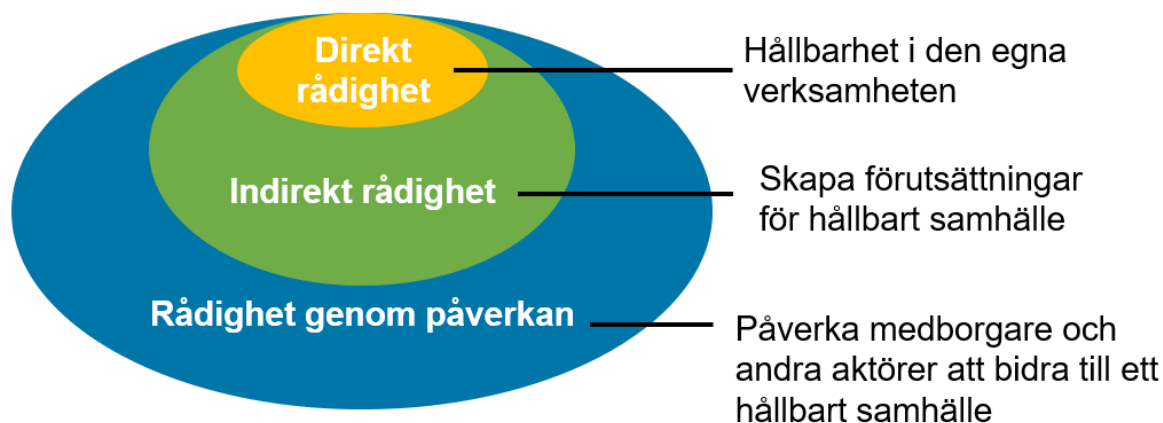 Direkt
rådighet
Hållbarhet i den egna
verksamheten
Indirekt rådighet
Skapa förutsättningar
för hållbart samhälle
Rådighet genom påverkan
Påverka medborgare och
andra aktörer att bidra till ett
hållbart samhälle